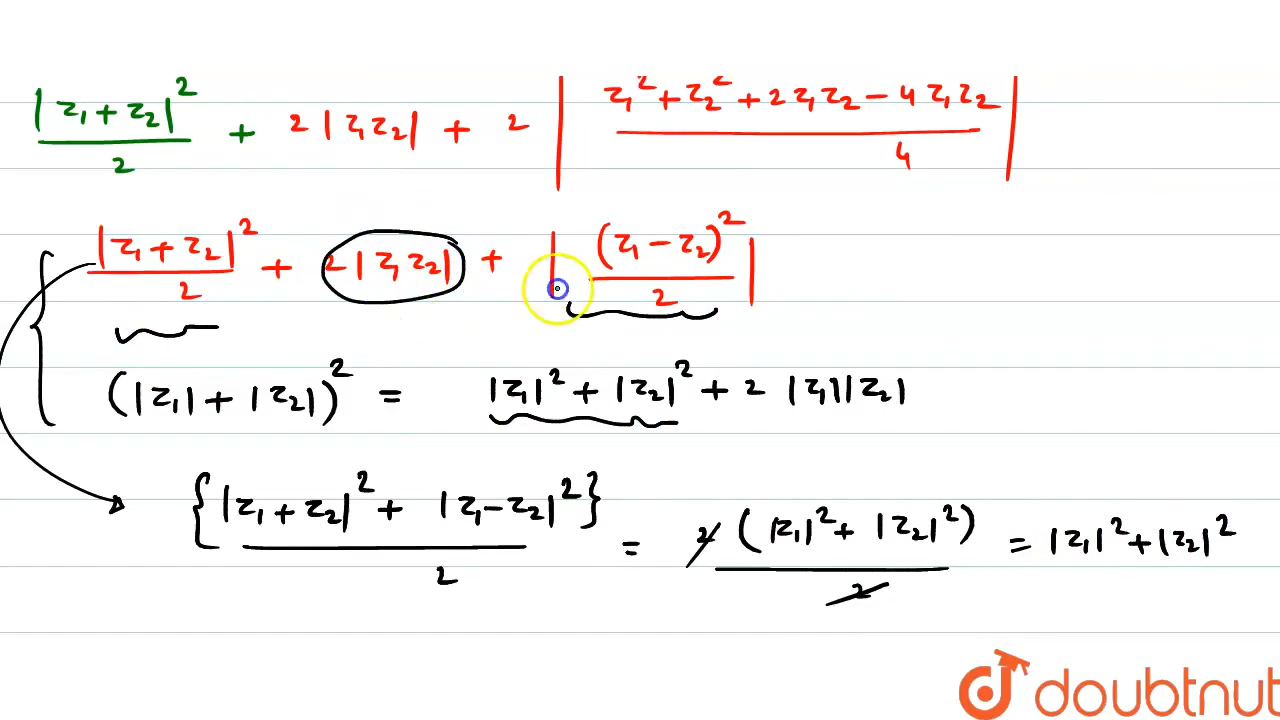 |z₁ + z₂|²/2 + 2|z₁z₂| + 2|(z₁² + z₂² + 2z₁z₂ − 4z₁z₂)/4|
|z₁ + z₂|²/2 + 2|z₁z₂| + |(z₁ − z₂)²/2|
(|z₁| + |z₂|)² = |z₁|² + |z₂|² + 2|z₁||z₂|
{|z₁ + z₂|² + |z₁ − z₂|²}/2 = 2(|z₁|² + |z₂|²)/2 = |z₁|² + |z₂|²
doubtnut